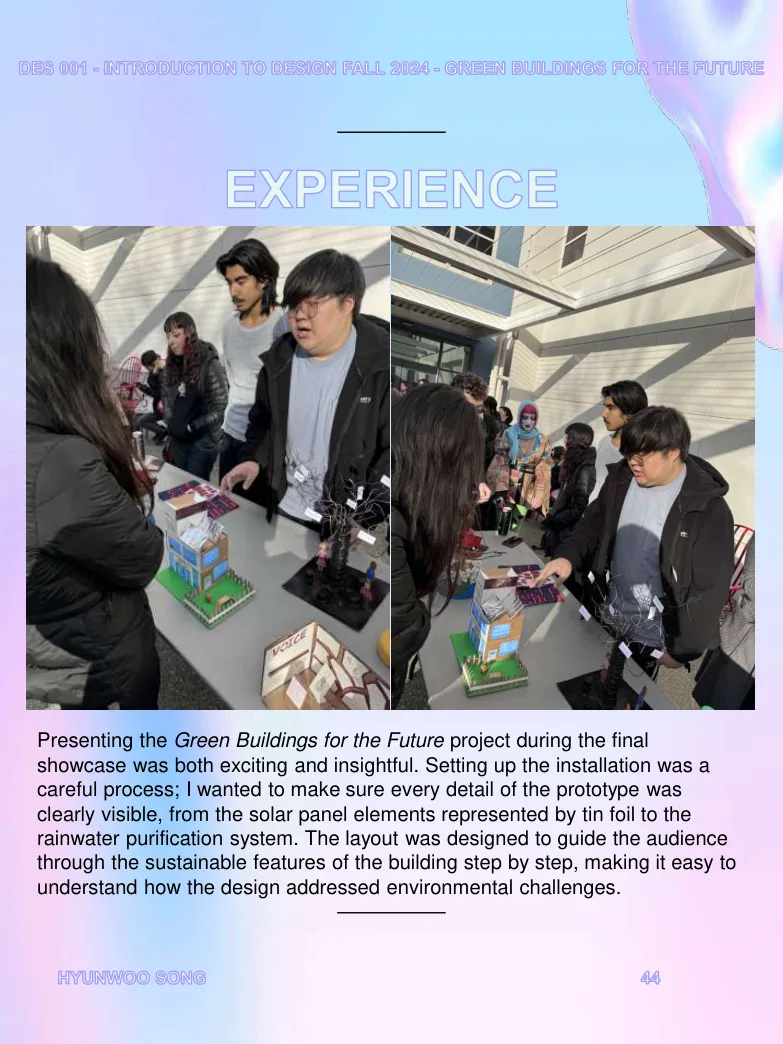 DES 001 - INTRODUCTION TO DESIGN FALL 2024 - GREEN BUILDINGS FOR THE FUTURE
EXPERIENCE
VOICE
Presenting the Green Buildings for the Future project during the final
showcase was both exciting and insightful. Setting up the installation was a
careful process; I wanted to make sure every detail of the prototype was
clearly visible, from the solar panel elements represented by tin foil to the
rainwater purification system. The layout was designed to guide the audience
through the sustainable features of the building step by step, making it easy to
understand how the design addressed environmental challenges.
HYUNWOO SONG
44